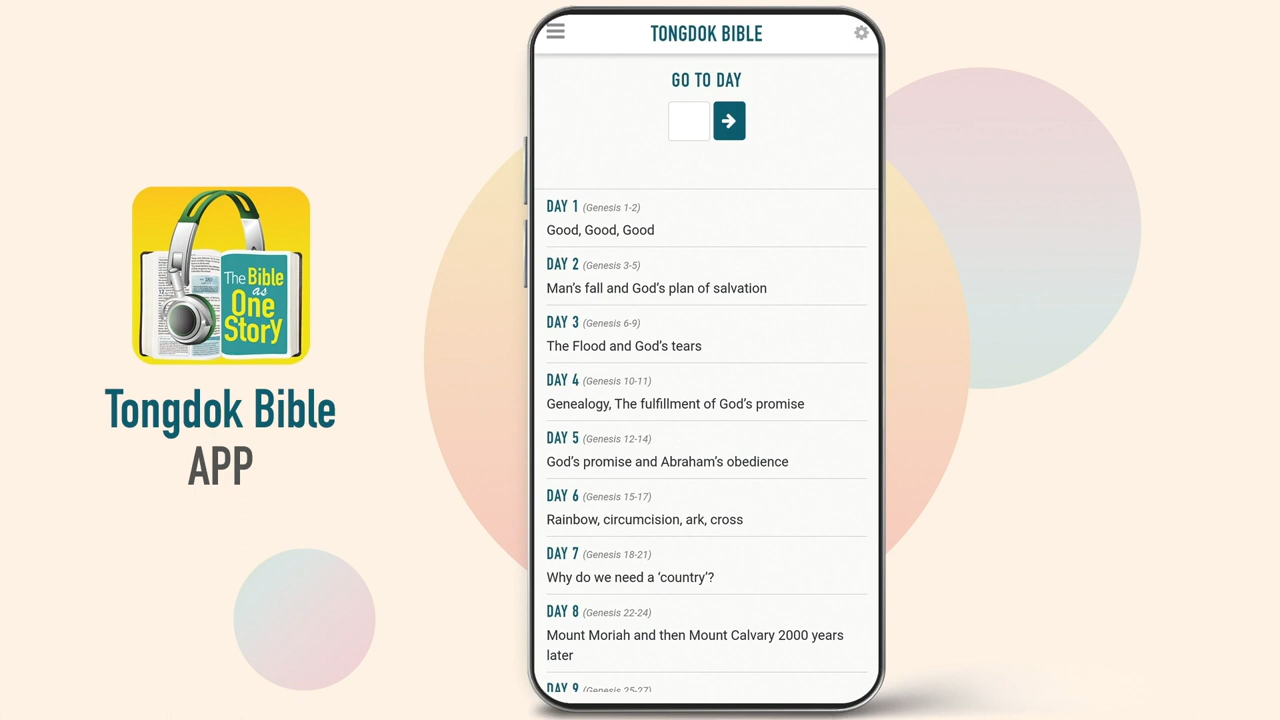 The Bible
as
One
Story
Tongdok Bible
APP
TONGDOK BIBLE
GO TO DAY
DAY 1 (Genesis 1-2)
Good, Good, Good
DAY 2 (Genesis 3-5)
Man's fall and God's plan of salvation
DAY 3 (Genesis 6-9)
The Flood and God's tears
DAY 4 (Genesis 10-11)
Genealogy, The fulfillment of God's promise
DAY 5 (Genesis 12-14)
God's promise and Abraham's obedience
DAY 6 (Genesis 15-17)
Rainbow, circumcision, ark, cross
DAY 7 (Genesis 18-21)
Why do we need a ‘country’?
DAY 8 (Genesis 22-24)
Mount Moriah and then Mount Calvary 2000 years
later
DAY 9 (Genesis 25-27)